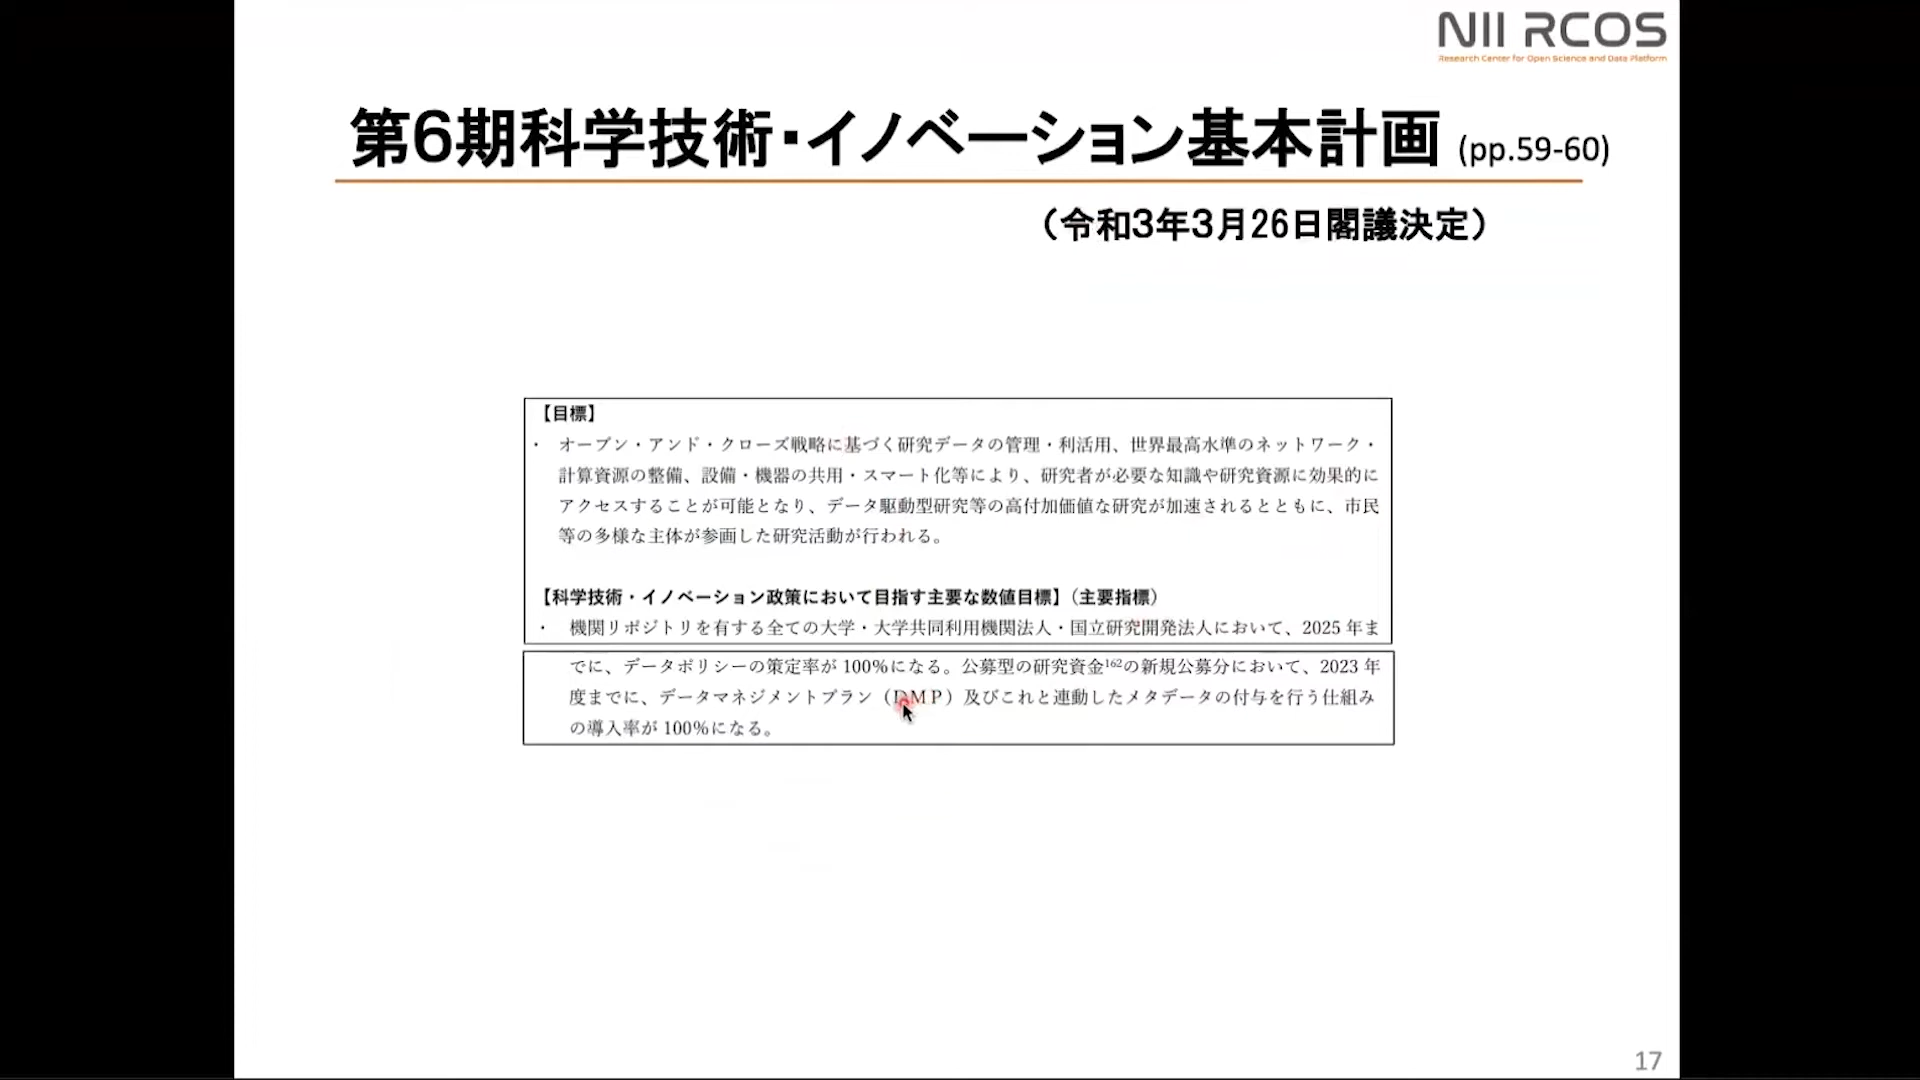 NII RCOS
Research Center for Open Science and Data Platform
第6期科学技術・イノベーション基本計画 (pp.59-60)
（令和3年3月26日閣議決定）
【目標】
・ オープン・アンド・クローズ戦略に基づく研究データの管理・利活用、世界最高水準のネットワーク・
計算資源の整備、設備・機器の共用・スマート化等により、研究者が必要な知識や研究資源に効果的に
アクセスすることが可能となり、データ駆動型研究等の高付加価値な研究が加速されるとともに、市民
等の多様な主体が参画した研究活動が行われる。
【科学技術・イノベーション政策において目指す主要な数値目標】（主要指標）
・ 機関リポジトリを有する全ての大学・大学共同利用機関法人・国立研究開発法人において、2025 年ま
でに、データポリシーの策定率が 100％になる。公募型の研究資金162の新規公募分において、2023 年
度までに、データマネジメントプラン（ＤＭＰ）及びこれと連動したメタデータの付与を行う仕組み
の導入率が 100％になる。
17